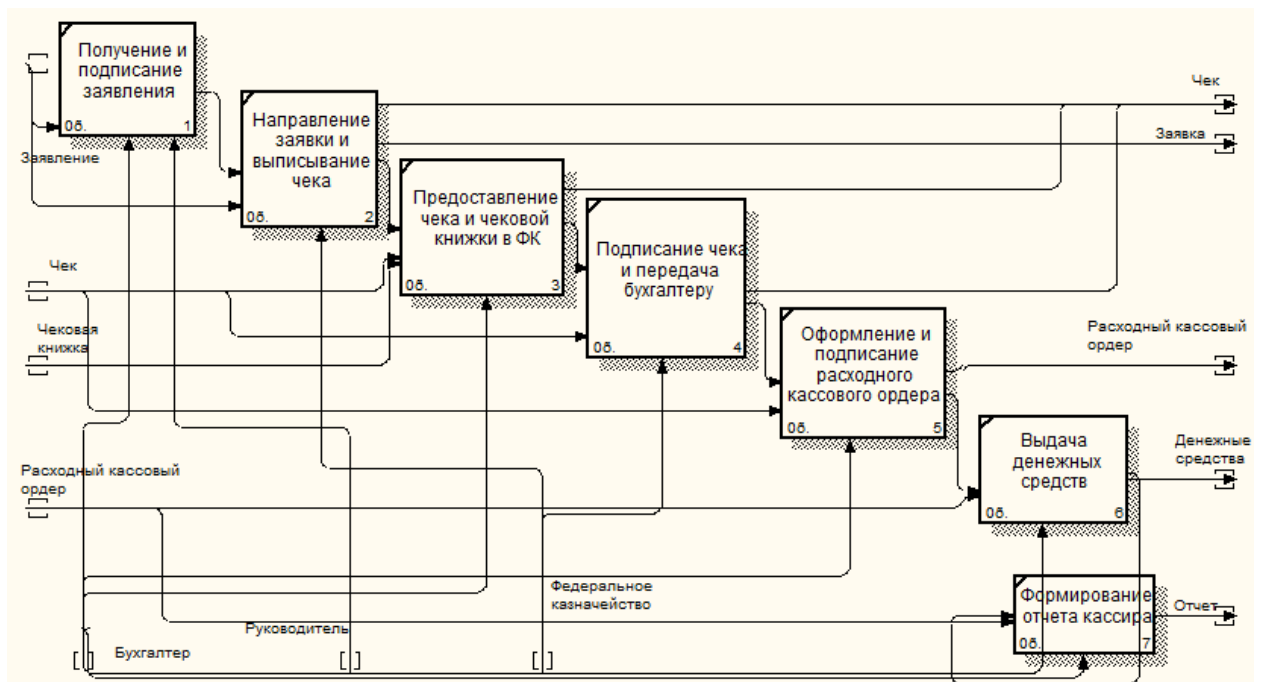 Получение и
подписание
заявления
0б. 1
Заявление
Направление
заявки и
выписывание
чека
0б. 2
Чек
Заявка
Предоставление
чека и чековой
книжки в ФК
0б. 3
Подписание чека
и передача
бухгалтеру
0б. 4
Чек
Чековая
книжка
Оформление и
подписание
расходного
кассового ордера
0б. 5
Расходный кассовый
ордер
Выдача
денежных
средств
0б. 6
Денежные
средства
Расходный кассовый
ордер
Формирование
отчета кассира
0б. 7
Отчет
Федеральное
казначейство
Руководитель
Бухгалтер